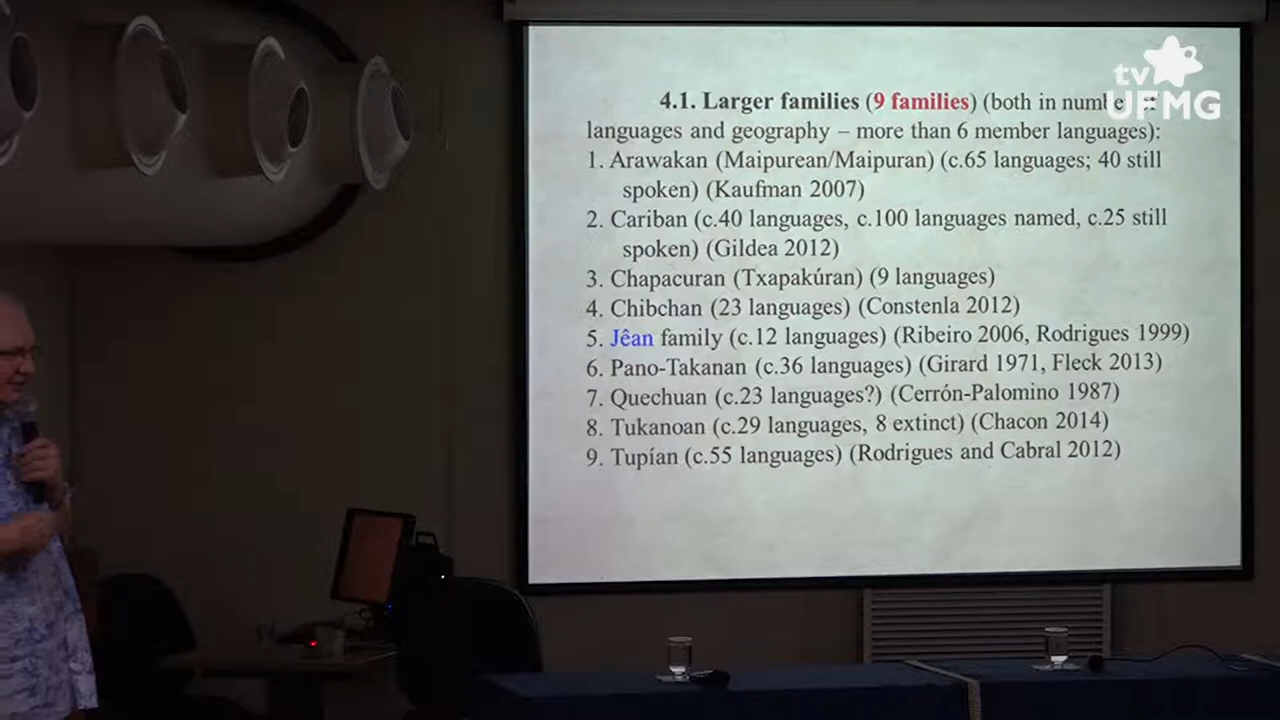 tv
UFMG
4.1. Larger families (9 families) (both in number
languages and geography – more than 6 member languages):
1. Arawakan (Maipurean/Maipuran) (c.65 languages; 40 still
spoken) (Kaufman 2007)
2. Cariban (c.40 languages, c.100 languages named, c.25 still
spoken) (Gildea 2012)
3. Chapacuran (Txapakúran) (9 languages)
4. Chibchan (23 languages) (Constenla 2012)
5. Jêan family (c.12 languages) (Ribeiro 2006, Rodrigues 1999)
6. Pano-Takanan (c.36 languages) (Girard 1971, Fleck 2013)
7. Quechuan (c.23 languages?) (Cerrón-Palomino 1987)
8. Tukanoan (c.29 languages, 8 extinct) (Chacon 2014)
9. Tupían (c.55 languages) (Rodrigues and Cabral 2012)